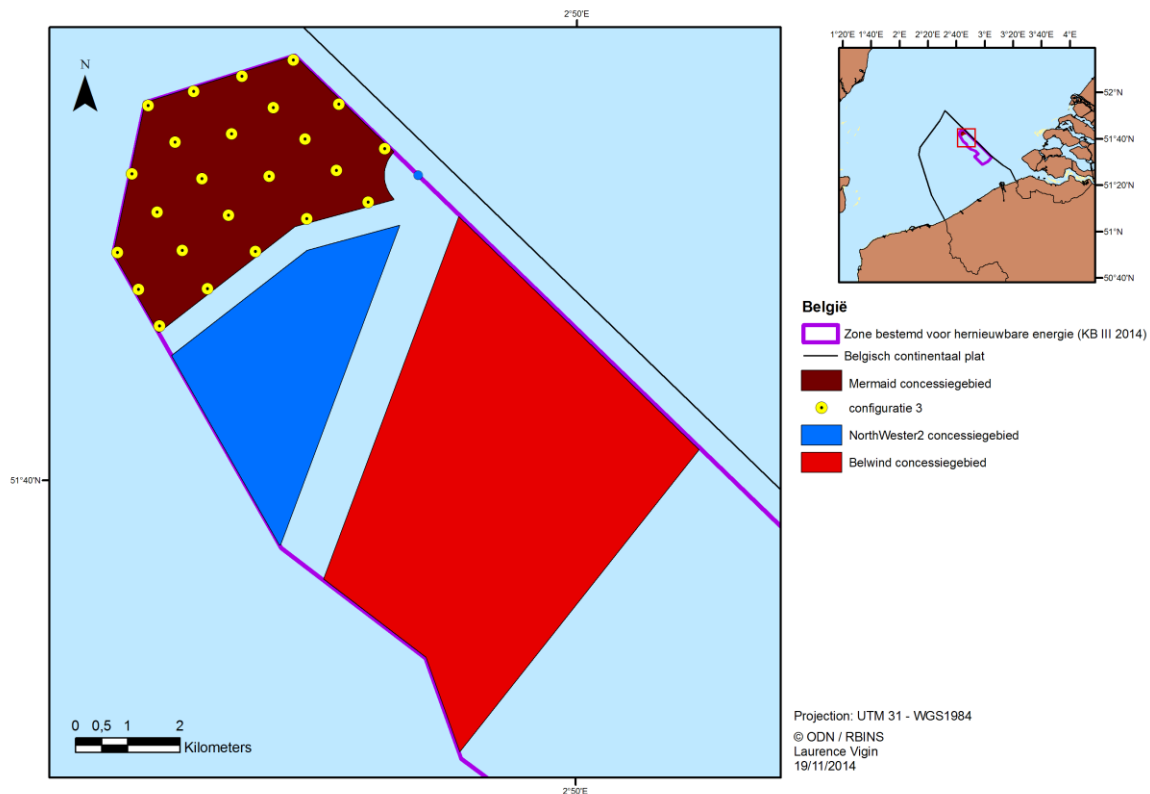 2°50'E
N
51°40'N
0 0,5 1 2
Kilometers
2°50'E
1°20'E 1°40'E 2°E 2°20'E 2°40'E 3°E 3°20'E 3°40'E 4°E
52°N
51°40'N
51°20'N
51°N
50°40'N
België
Zone bestemd voor hernieuwbare energie (KB III 2014)
Belgisch continentaal plat
Mermaid concessiegebied
configuratie 3
NorthWester2 concessiegebied
Belwind concessiegebied
Projection: UTM 31 - WGS1984
© ODN / RBINS
Laurence Vigin
19/11/2014